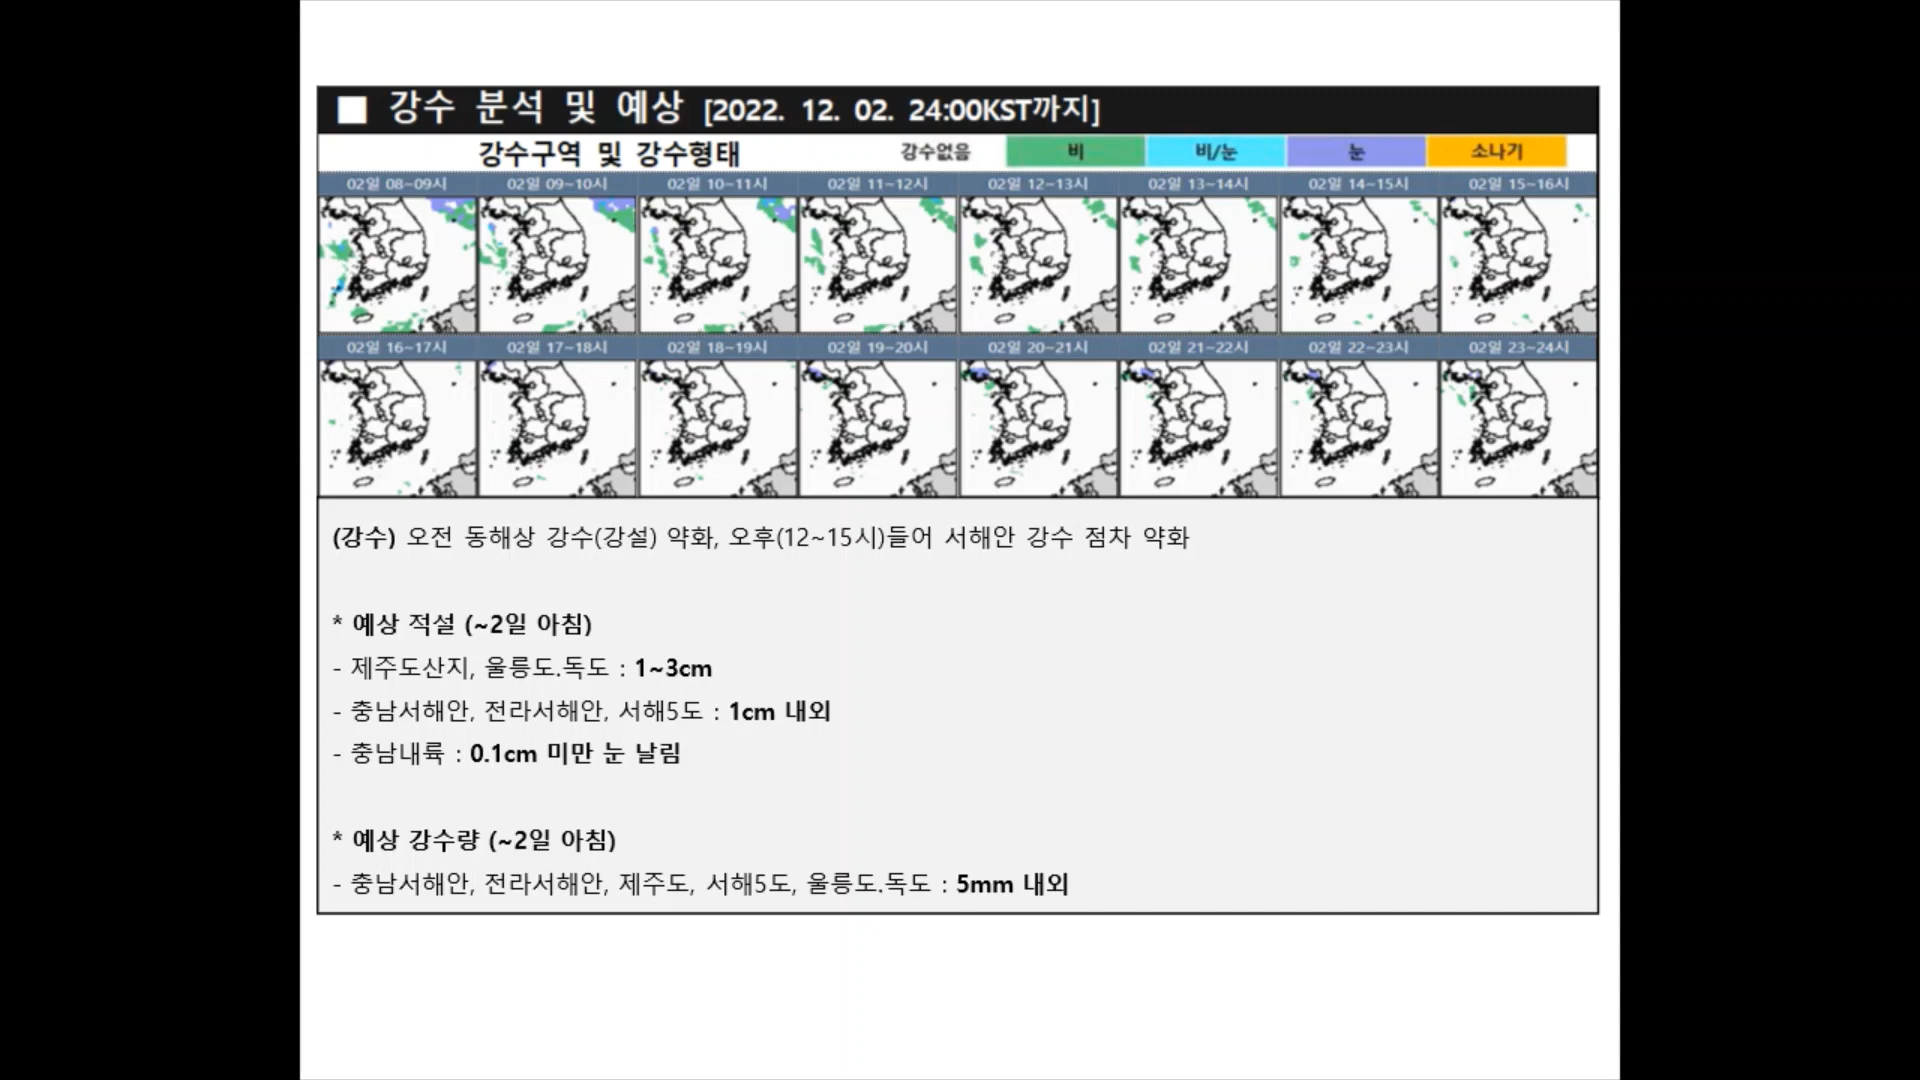 ■ 강수 분석 및 예상 [2022. 12. 02. 24:00KST까지]
강수구역 및 강수형태 강수없음 비 비/눈 눈 소나기
02일 08~09시 02일 09~10시 02일 10~11시 02일 11~12시 02일 12~13시 02일 13~14시 02일 14~15시 02일 15~16시
02일 16~17시 02일 17~18시 02일 18~19시 02일 19~20시 02일 20~21시 02일 21~22시 02일 22~23시 02일 23~24시
(강수) 오전 동해상 강수(강설) 약화, 오후(12~15시)들어 서해안 강수 점차 약화
* 예상 적설 (~2일 아침)
- 제주도산지, 울릉도.독도 : 1~3cm
- 충남서해안, 전라서해안, 서해5도 : 1cm 내외
- 충남내륙 : 0.1cm 미만 눈 날림
* 예상 강수량 (~2일 아침)
- 충남서해안, 전라서해안, 제주도, 서해5도, 울릉도.독도 : 5mm 내외